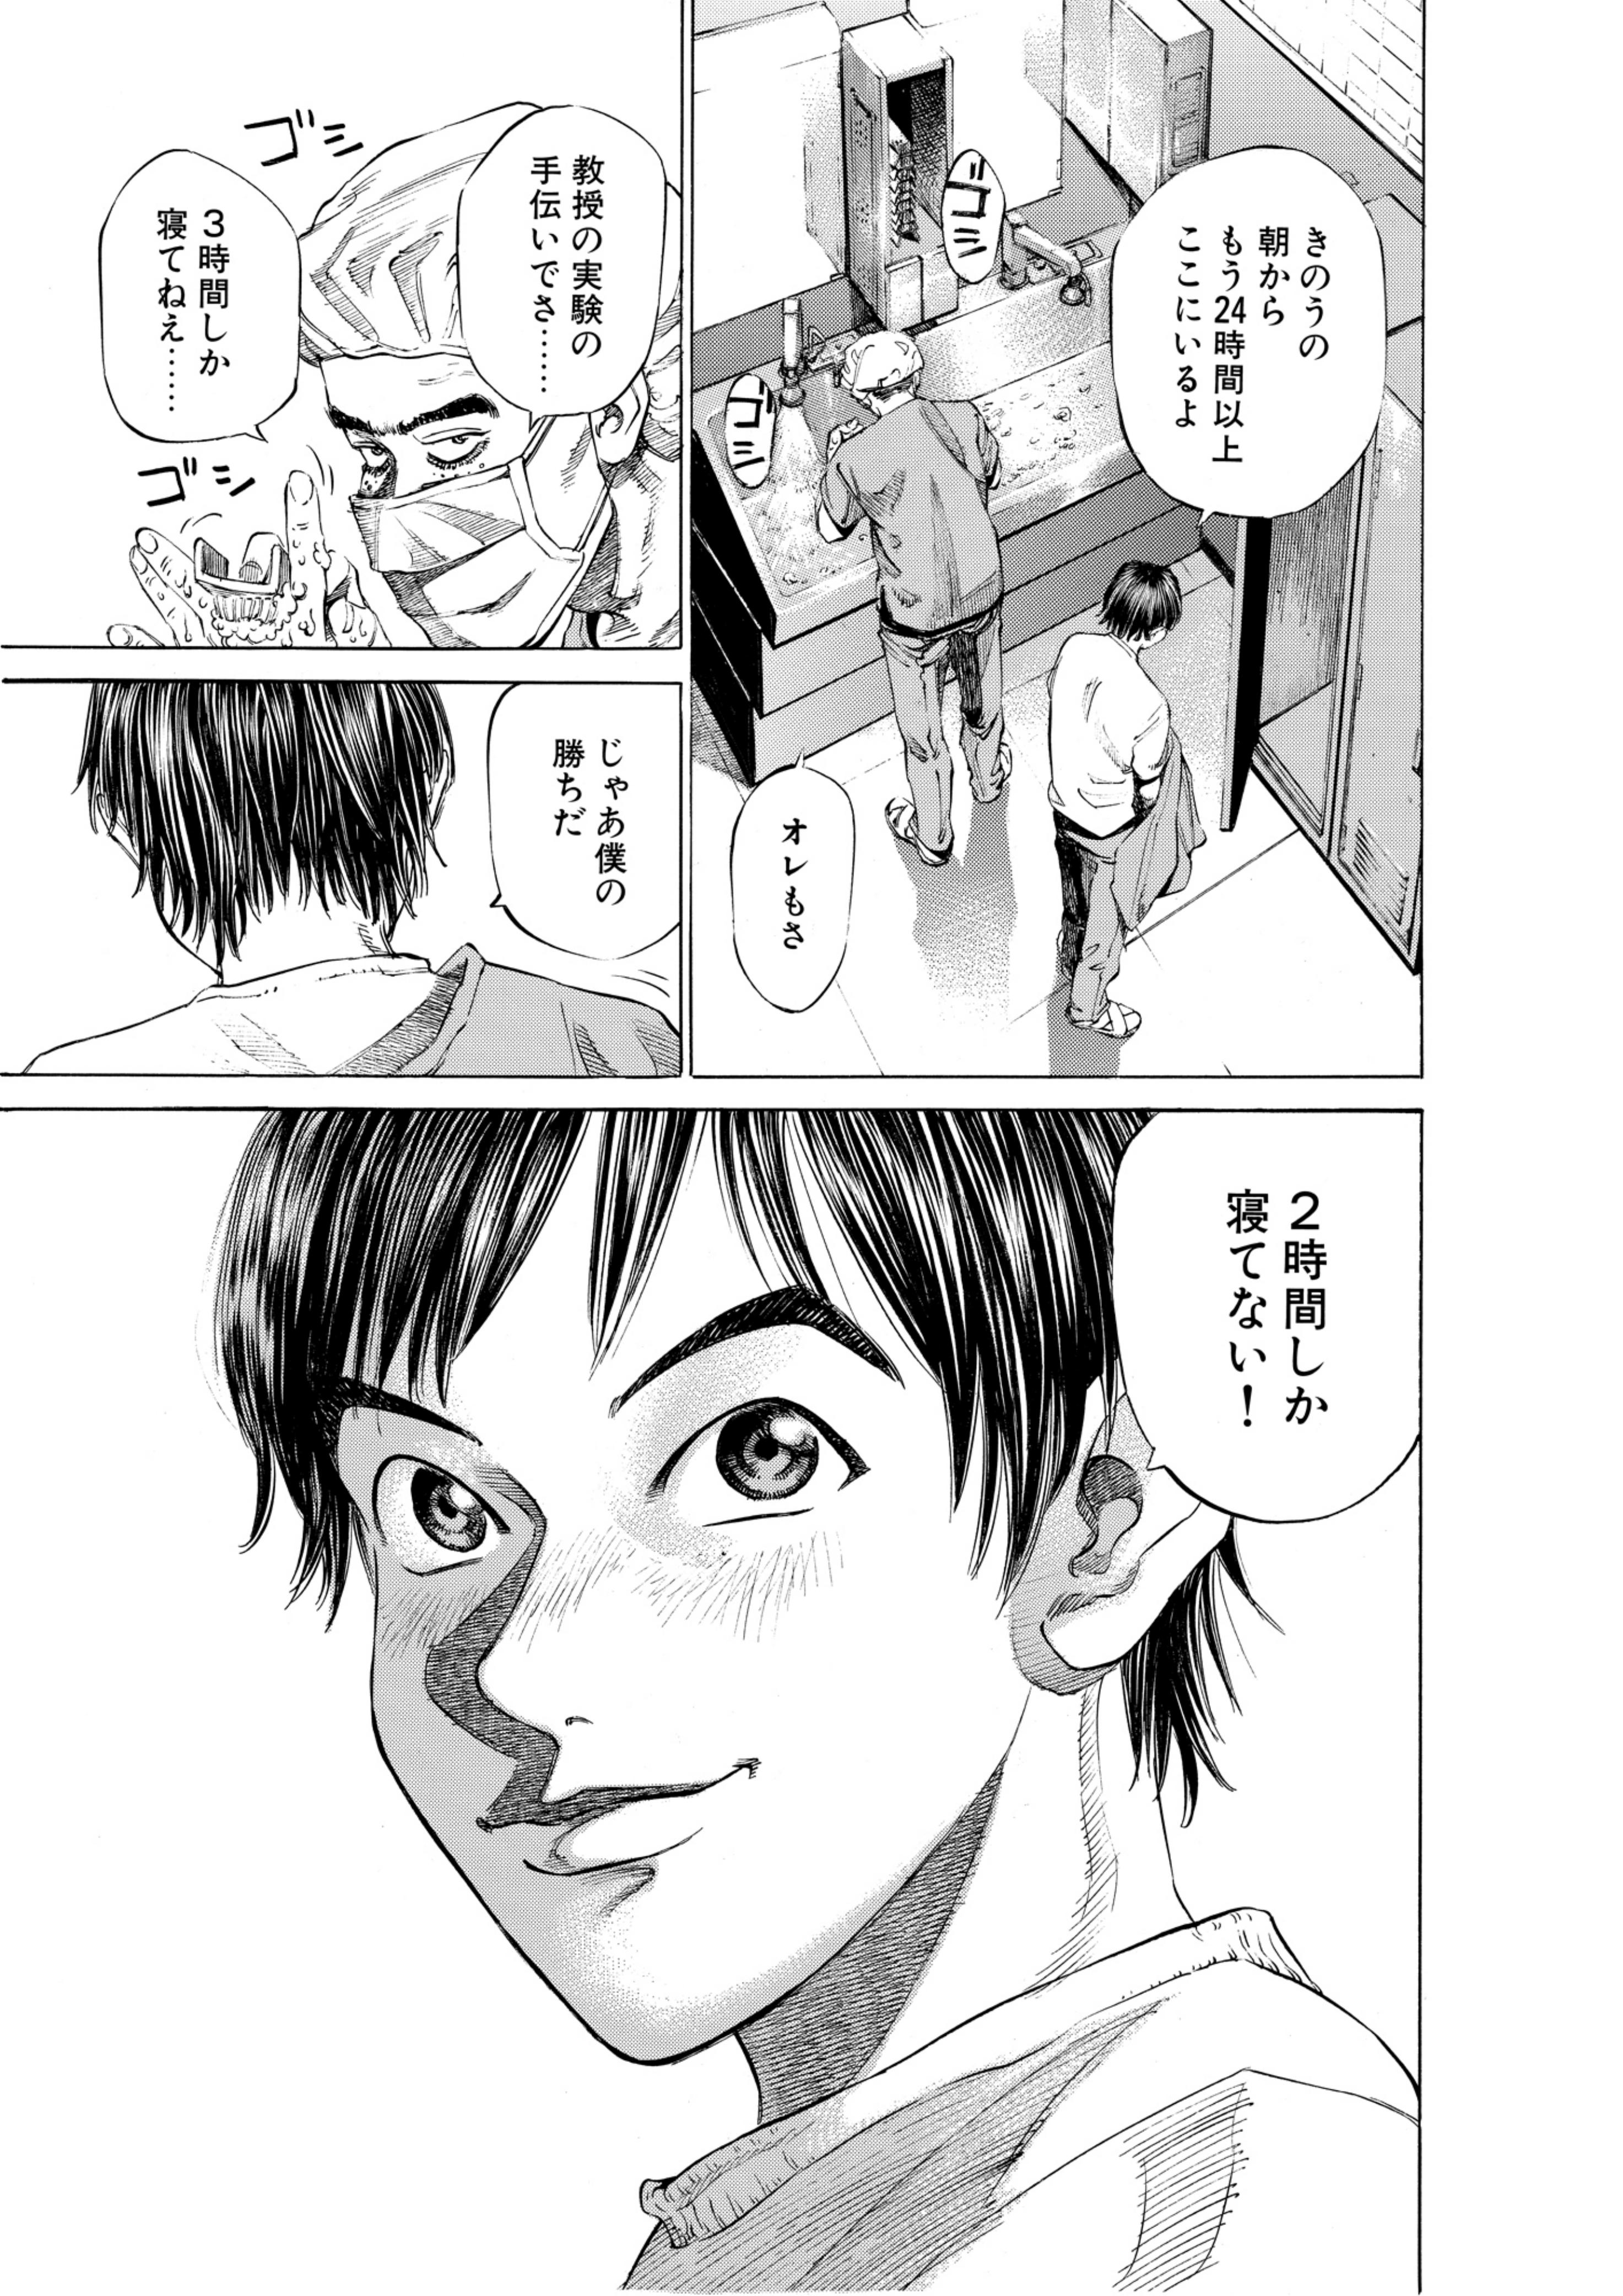 きのうの
朝から
もう24時間以上
ここにいるよ
ゴシ
ゴシ
オレもさ
教授の実験の
手伝いでさ……
ゴシ
3時間しか
寝てねえ……
ゴシ
じゃあ僕の
勝ちだ
2時間しか
寝てない!